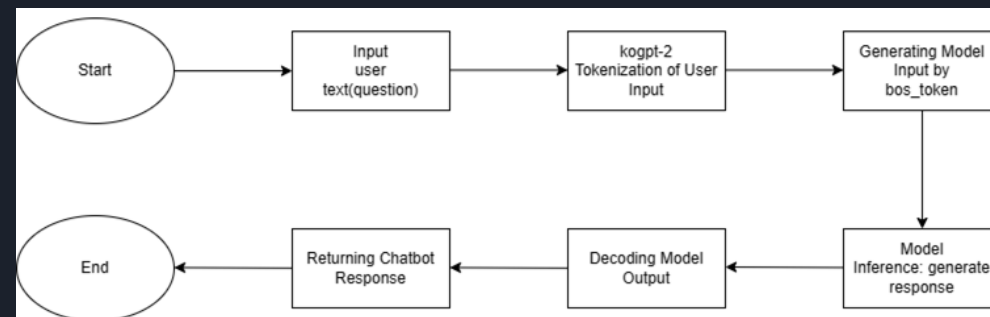 Start
Input
user
text(question)
kogpt-2
Tokenization of User
Input
Generating Model
Input by
bos_token
Model
Inference: generate
response
Decoding Model
Output
Returning Chatbot
Response
End